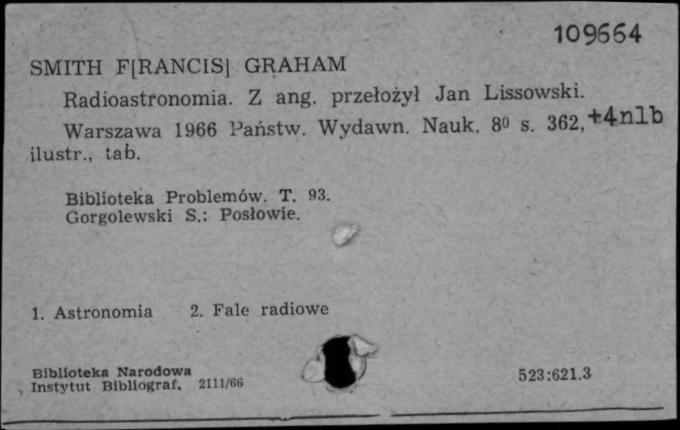 109664
SMITH F[RANCIS] GRAHAM
Radioastronomia. Z ang. przełożył Jan Lissowski.
Warszawa 1966 Państw. Wydawn. Nauk. 8⁰ s. 362, +4nlb
ilustr., tab.
Biblioteka Problemów. T. 93.
Gorgolewski S.: Posłowie.
1. Astronomia 2. Fale radiowe
Biblioteka Narodowa
Instytut Bibliograf. 2111/66
523:621.3